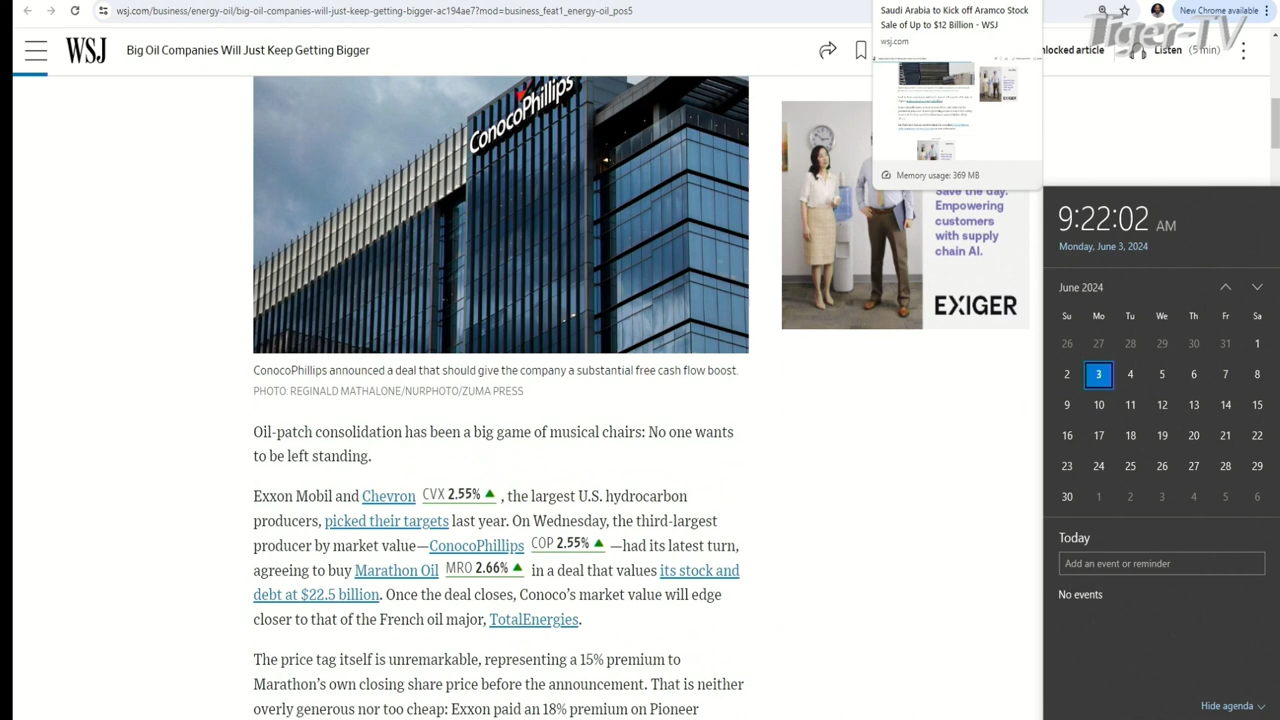 wsj.com/business/energy-oil/big-oil-companies-will-just-keep-getting-bigger-ac194ae7?mod=business_feat1_energy-oil_pos5
New Chrome available
Saudi Arabia to Kick off Aramco Stock
Sale of Up to $12 Billion - WSJ
wsj.com
Memory usage: 369 MB
Tiger-TV
WSJ
Big Oil Companies Will Just Keep Getting Bigger
nlocked article
Listen (5 min)
ConocoPhillips
Save the day.
Empowering
customers
with supply
chain AI.
EXIGER
ConocoPhillips announced a deal that should give the company a substantial free cash flow boost.
PHOTO: REGINALD MATHALONE/NURPHOTO/ZUMA PRESS
Oil-patch consolidation has been a big game of musical chairs: No one wants
to be left standing.
Exxon Mobil and Chevron CVX 2.55% ▲ , the largest U.S. hydrocarbon
producers, picked their targets last year. On Wednesday, the third-largest
producer by market value—ConocoPhillips COP 2.55% ▲ —had its latest turn,
agreeing to buy Marathon Oil MRO 2.66% ▲ in a deal that values its stock and
debt at $22.5 billion. Once the deal closes, Conoco's market value will edge
closer to that of the French oil major, TotalEnergies.
The price tag itself is unremarkable, representing a 15% premium to
Marathon's own closing share price before the announcement. That is neither
overly generous nor too cheap: Exxon paid an 18% premium on Pioneer
9:22:02 AM
Monday, June 3, 2024
June 2024
Su Mo Tu We Th Fr Sa
26 27 28 29 30 31 1
2 3 4 5 6 7 8
9 10 11 12 13 14 15
16 17 18 19 20 21 22
23 24 25 26 27 28 29
30 1 2 3 4 5 6
Today
Add an event or reminder
No events
Hide agenda